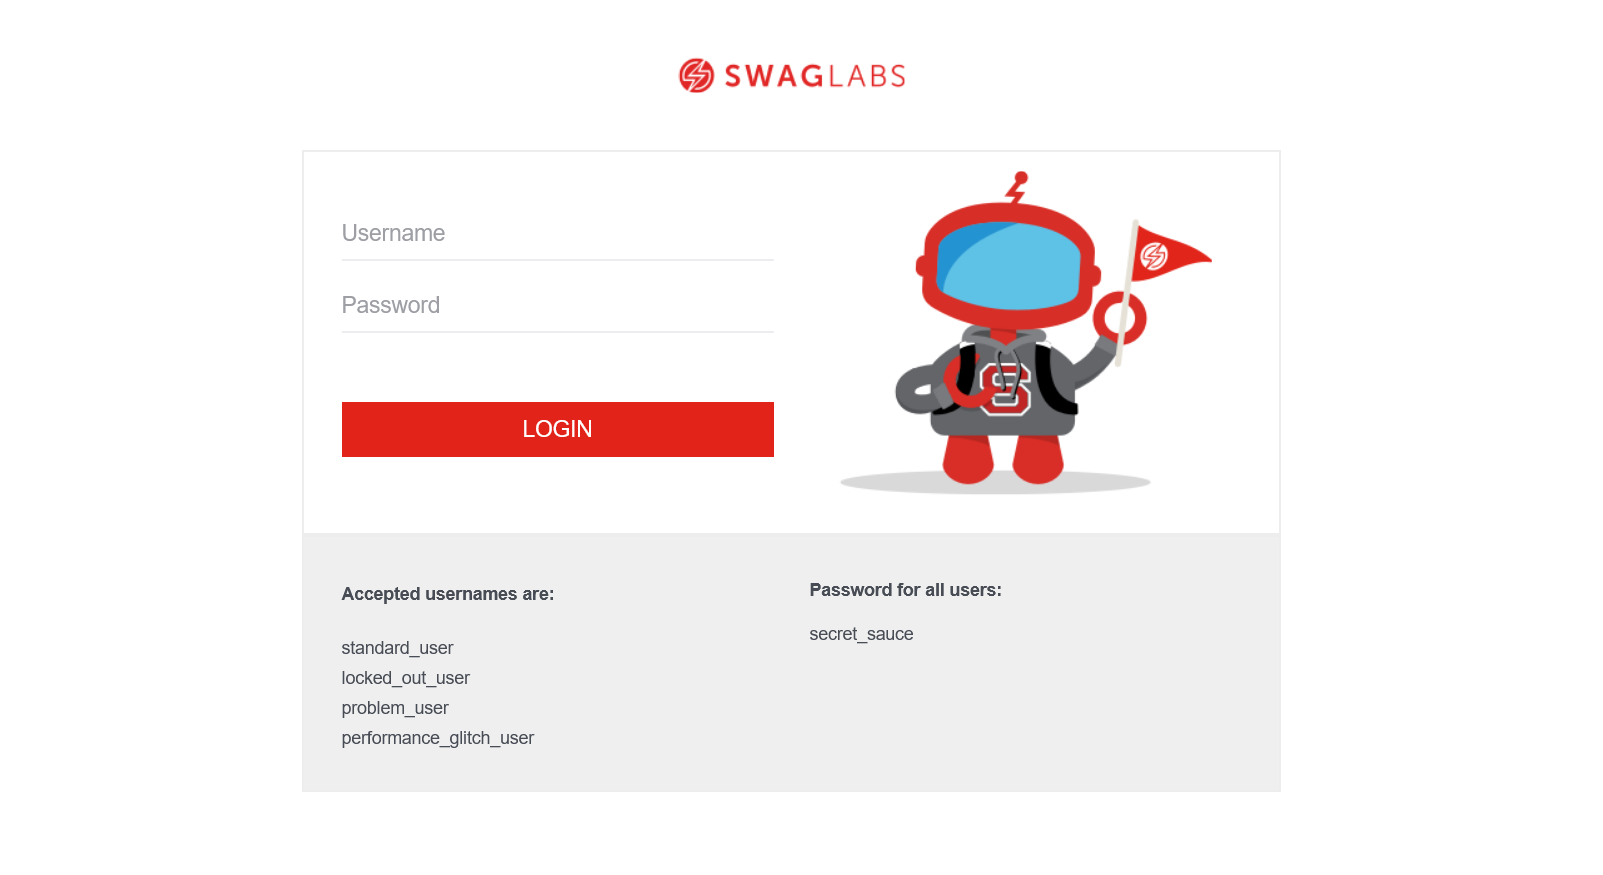 SWAGLABS
Username
Password
LOGIN
S
Accepted usernames are:
standard_user
locked_out_user
problem_user
performance_glitch_user
Password for all users:
secret_sauce